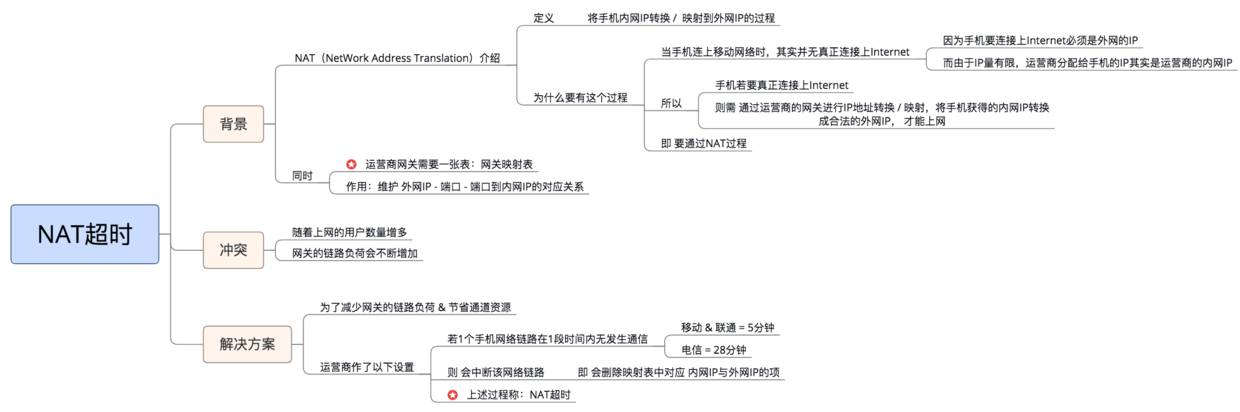 NAT超时
背景
NAT（NetWork Address Translation）介绍
定义
将手机内网IP转换 / 映射到外网IP的过程
为什么要有这个过程
当手机连上移动网络时，其实并无真正连接上Internet
因为手机要连接上Internet必须是外网的IP
而由于IP量有限，运营商分配给手机的IP其实是运营商的内网IP
所以
手机若要真正连接上Internet
则需 通过运营商的网关进行IP地址转换 / 映射，将手机获得的内网IP转换
成合法的外网IP， 才能上网
即 要通过NAT过程
同时
运营商网关需要一张表：网关映射表
作用：维护 外网IP - 端口 - 端口到内网IP的对应关系
冲突
随着上网的用户数量增多
网关的链路负荷会不断增加
解决方案
为了减少网关的链路负荷 & 节省通道资源
运营商作了以下设置
若1个手机网络链路在1段时间内无发生通信
移动 & 联通 = 5分钟
电信 = 28分钟
则 会中断该网络链路
即 会删除映射表中对应 内网IP与外网IP的项
上述过程称：NAT超时